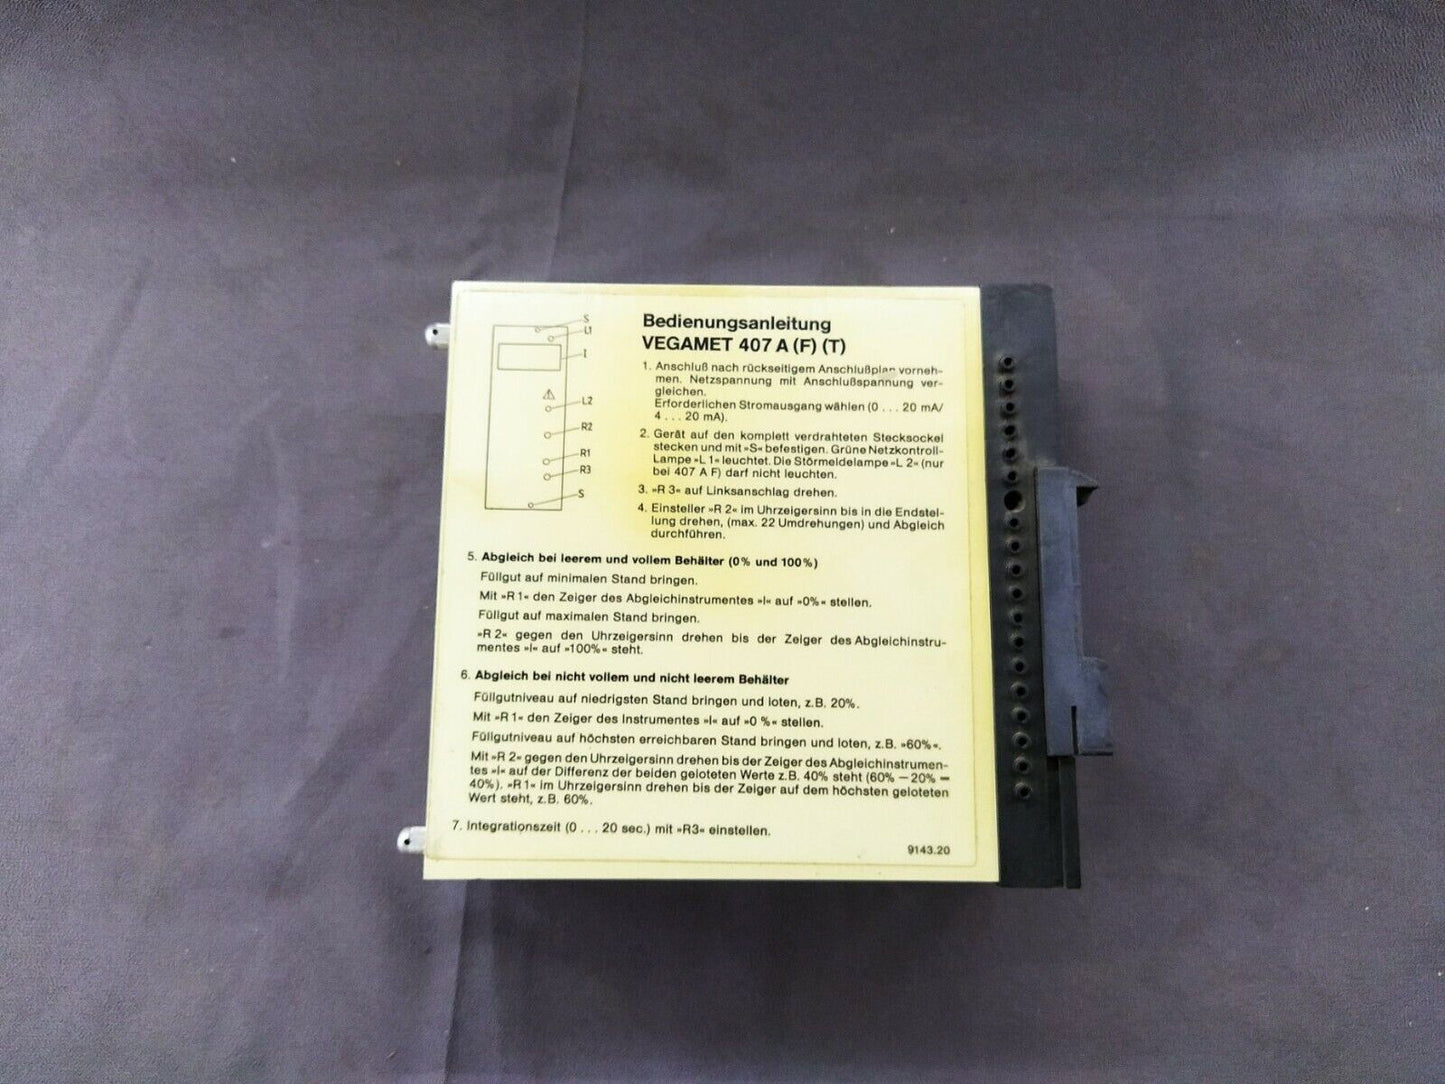 S
L1
I
L2
R2
R1
R3
S
Bedienungsanleitung
VEGAMET 407 A (F) (T)
1. Anschluß nach rückseitigem Anschlußplan vorneh-
men. Netzspannung mit Anschlußspannung ver-
gleichen.
Erforderlichen Stromausgang wählen (0 . . . 20 mA/
4 . . . 20 mA).
2. Gerät auf den komplett verdrahteten Stecksockel
stecken und mit »S« befestigen. Grüne Netzkontroll-
Lampe »L 1« leuchtet. Die Störmeldelampe »L 2« (nur
bei 407 A F) darf nicht leuchten.
3. »R 3« auf Linksanschlag drehen.
4. Einsteller »R 2« im Uhrzeigersinn bis in die Endstel-
lung drehen, (max. 22 Umdrehungen) und Abgleich
durchführen.
5. Abgleich bei leerem und vollem Behälter (0% und 100%)
Füllgut auf minimalen Stand bringen.
Mit »R 1« den Zeiger des Abgleichinstrumentes »I« auf »0%« stellen.
Füllgut auf maximalen Stand bringen.
»R 2« gegen den Uhrzeigersinn drehen bis der Zeiger des Abgleichinstru-
mentes »I« auf »100%« steht.
6. Abgleich bei nicht vollem und nicht leerem Behälter
Füllgutniveau auf niedrigsten Stand bringen und loten, z.B. 20%.
Mit »R 1« den Zeiger des Instrumentes »I« auf »0 %« stellen.
Füllgutniveau auf höchsten erreichbaren Stand bringen und loten, z.B. »60%«.
Mit »R 2« gegen den Uhrzeigersinn drehen bis der Zeiger des Abgleichinstrumen-
tes »I« auf der Differenz der beiden geloteten Werte z.B. 40% steht (60% — 20% =
40%). »R 1« im Uhrzeigersinn drehen bis der Zeiger auf dem höchsten geloteten
Wert steht, z.B. 60%.
7. Integrationszeit (0 . . . 20 sec.) mit »R3« einstellen.
9143.20